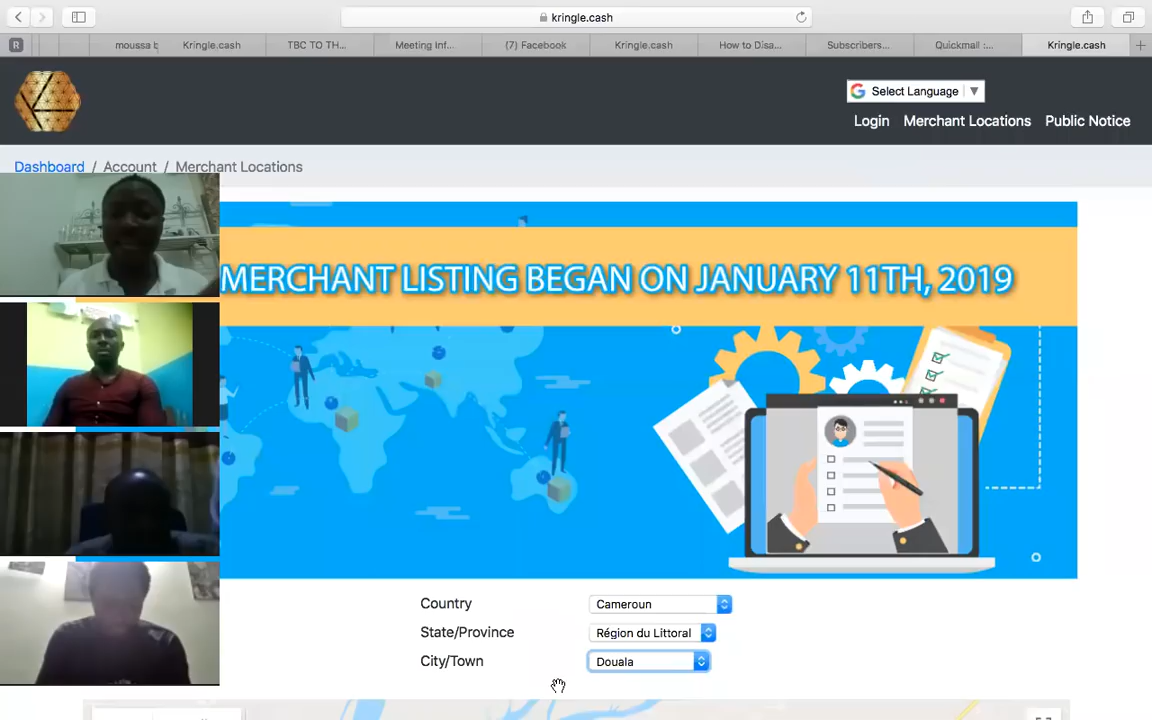 kringle.cash
R
moussa
Kringle.cash
TBC TO TH...
Meeting Inf...
(7) Facebook
Kringle.cash
How to Disa...
Subscribers...
Quickmail :...
Kringle.cash
Select Language
Login
Merchant Locations
Public Notice
Dashboard / Account / Merchant Locations
MERCHANT LISTING BEGAN ON JANUARY 11TH, 2019
Country
Cameroun
State/Province
Région du Littoral
City/Town
Douala